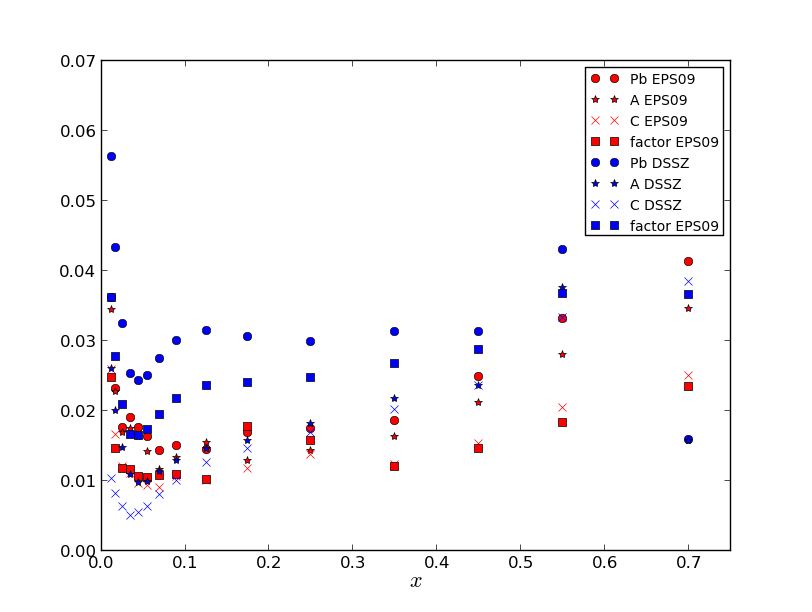 0.07
0.06
0.05
0.04
0.03
0.02
0.01
0.00
0.0 0.1 0.2 0.3 0.4 0.5 0.6 0.7
x
Pb EPS09
A EPS09
C EPS09
factor EPS09
Pb DSSZ
A DSSZ
C DSSZ
factor EPS09